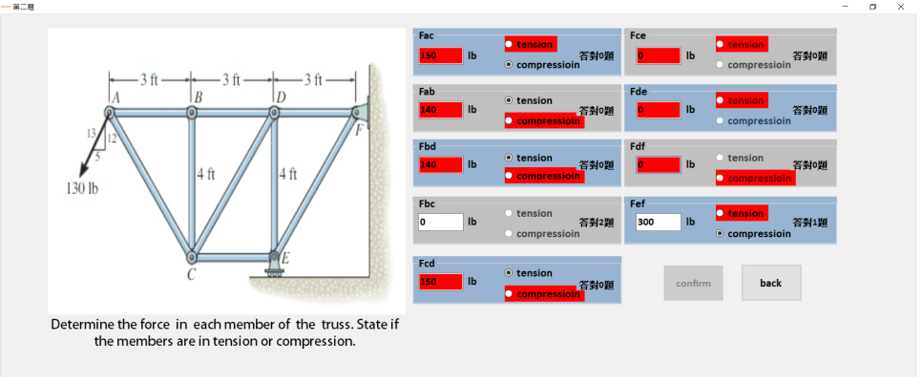 第二題
3 ft
3 ft
3 ft
A
B
D
F
13
12
5
130 lb
4 ft
4 ft
C
E
Determine the force in each member of the truss. State if
the members are in tension or compression.
Fac
150 lb
tension
compressioin
答對0題
Fab
140 lb
tension
compressioin
答對0題
Fbd
140 lb
tension
compressioin
答對0題
Fbc
0 lb
tension
compressioin
答對2題
Fcd
150 lb
tension
compressioin
答對0題
Fce
0 lb
tension
compressioin
答對0題
Fde
0 lb
tension
compressioin
答對0題
Fdf
0 lb
tension
compressioin
答對0題
Fef
300 lb
tension
compressioin
答對1題
confirm
back